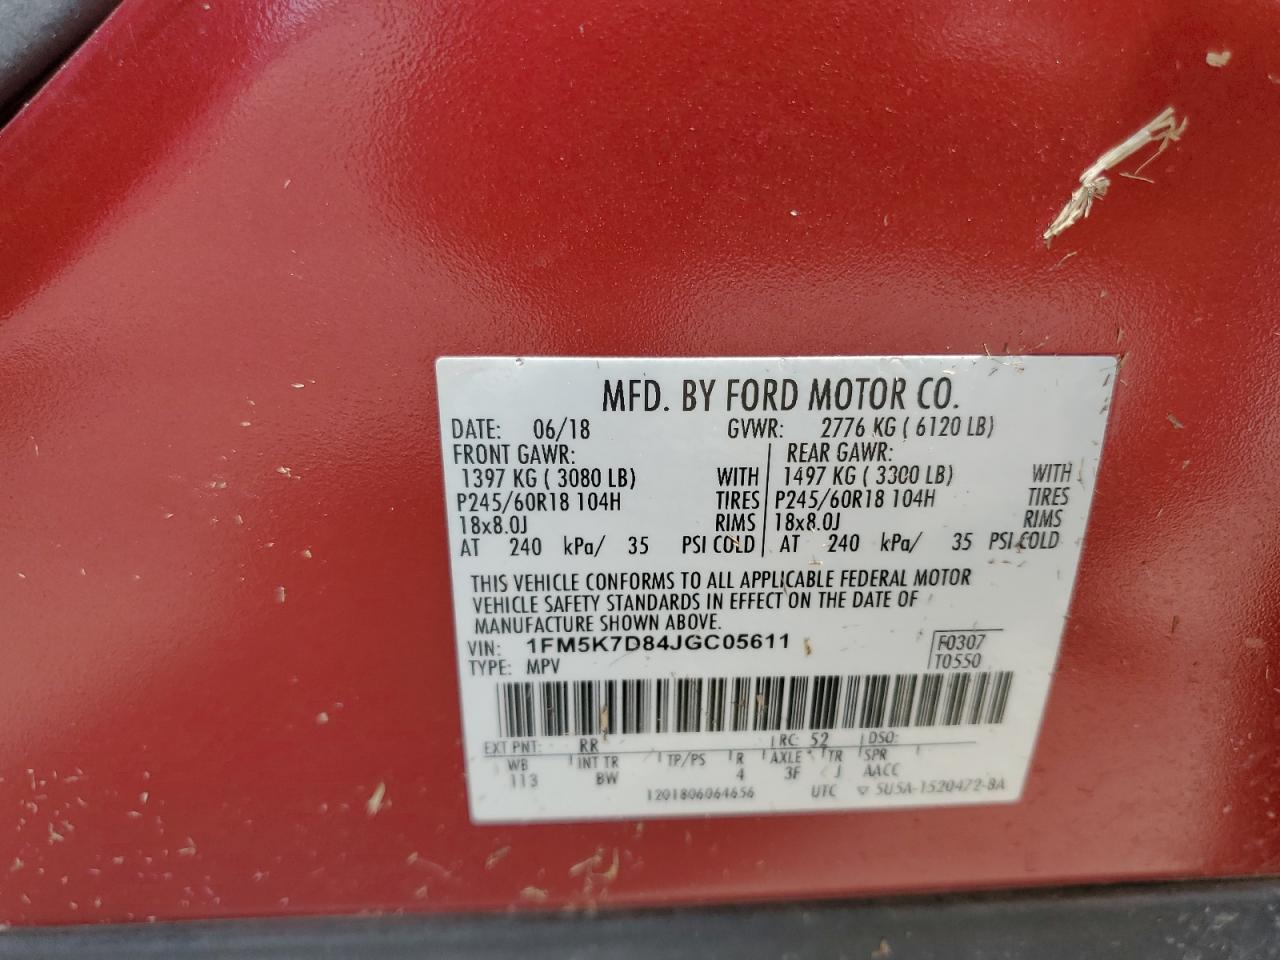 MFD. BY FORD MOTOR CO.
DATE: 06/18 GVWR: 2776 KG ( 6120 LB)
FRONT GAWR: REAR GAWR:
1397 KG ( 3080 LB) WITH 1497 KG (3300 LB) WITH
P245/60R18 104H TIRES P245/60R18 104H TIRES
18x8.0J RIMS 18x8.0J RIMS
AT 240 kPa/ 35 PSI COLD AT 240 kPa/ 35 PSI COLD
THIS VEHICLE CONFORMS TO ALL APPLICABLE FEDERAL MOTOR
VEHICLE SAFETY STANDARDS IN EFFECT ON THE DATE OF
MANUFACTURE SHOWN ABOVE.
VIN: 1FM5K7D84JGC05611 F0307
TYPE: MPV T0550
EXT PNT: RR RC: 52 DSO:
WB INT TR TP/PS R AXLE TR SPR
113 BW 4 3F J AACC
1201806064656 UTC ▽ 5U5A-1520472-BA